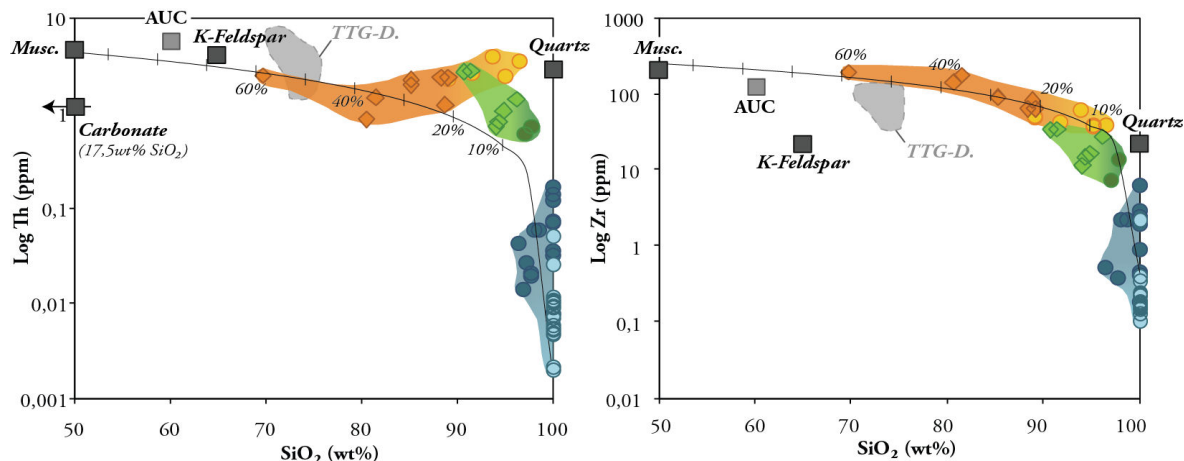 10
1
0,1
0,01
0,001
Log Th (ppm)
AUC
Musc.
K-Feldspar
TTG-D.
Quartz
60%
40%
20%
10%
Carbonate
(17,5wt% SiO₂)
50
60
70
80
90
100
SiO₂ (wt%)
1000
100
10
1
0,1
0,01
Log Zr (ppm)
Musc.
AUC
K-Feldspar
TTG-D.
Quartz
60%
40%
20%
10%
50
60
70
80
90
100
SiO₂ (wt%)